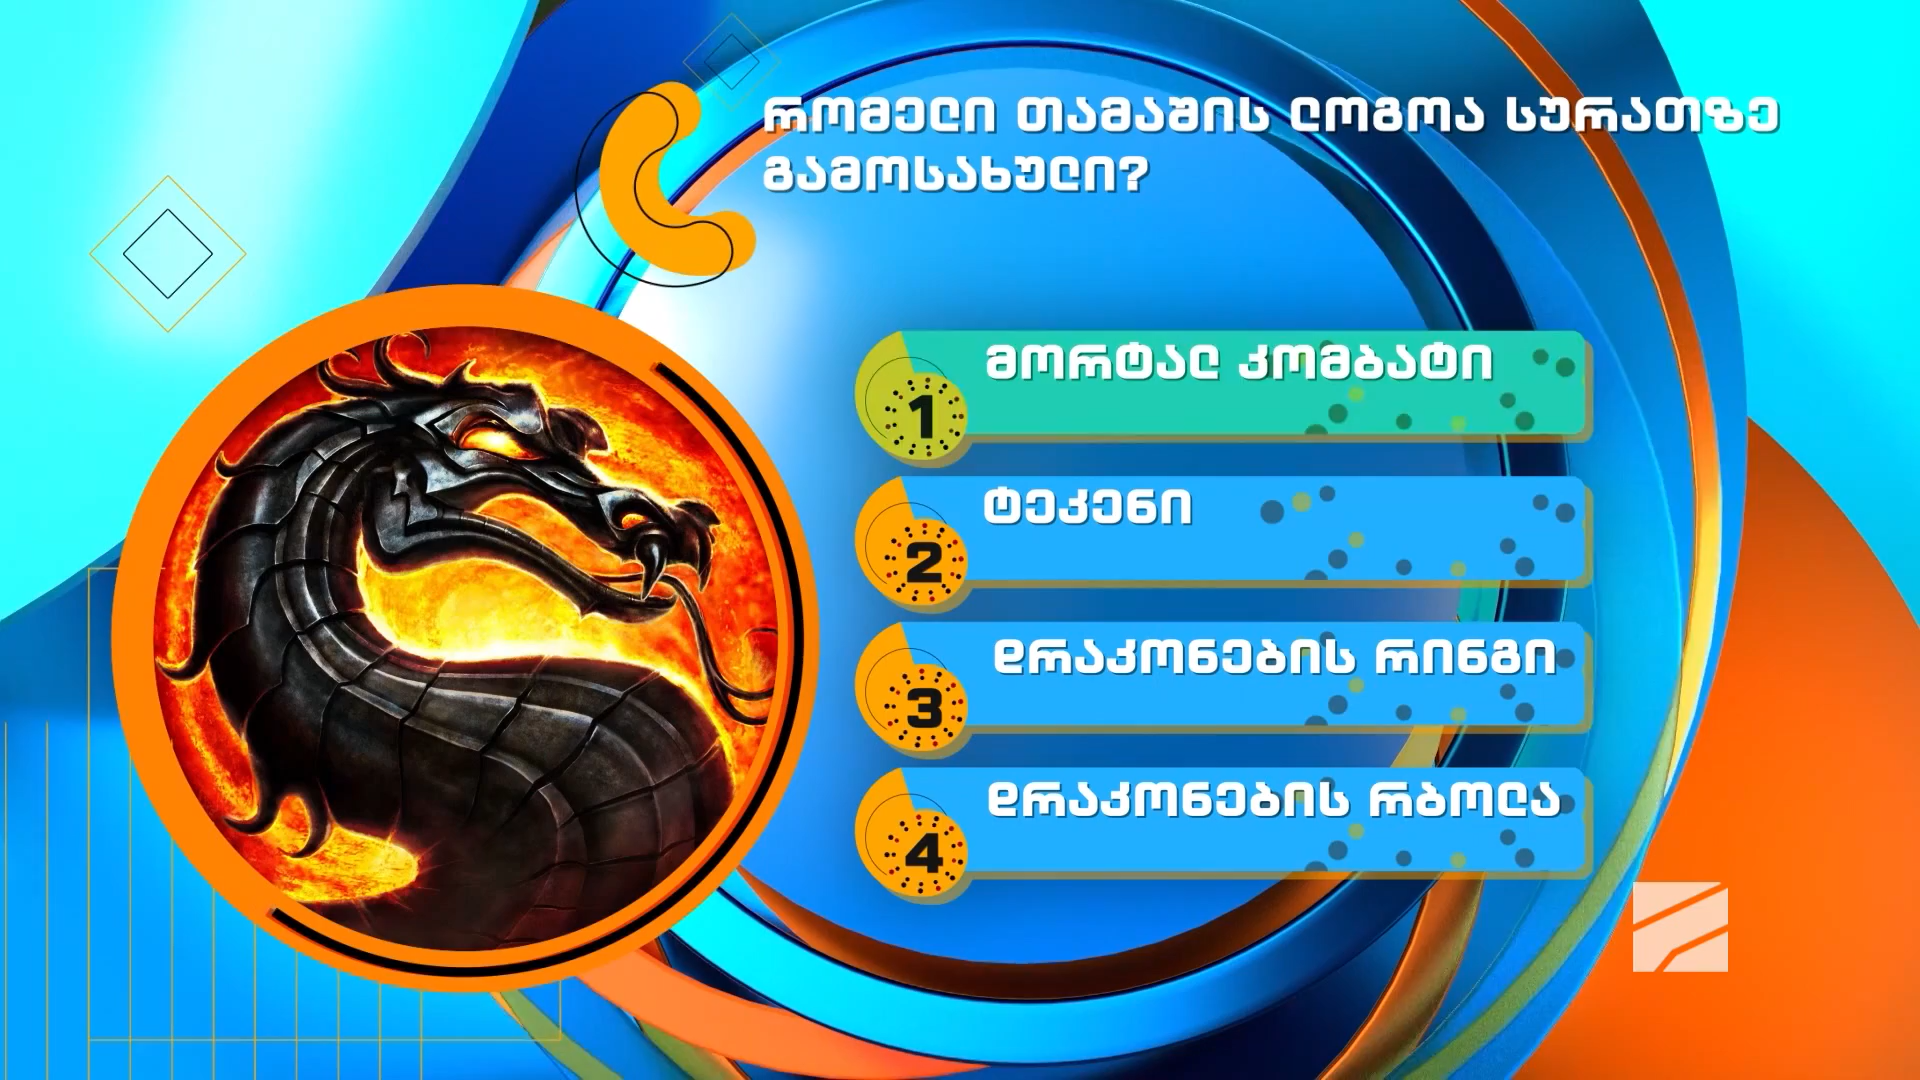 რომელი თამაშის ლოგოა სურათზე
გამოსახული?
1 მორტალ კომბატი
2 ტეკენი
3 დრაკონების რინგი
4 დრაკონების რბოლა